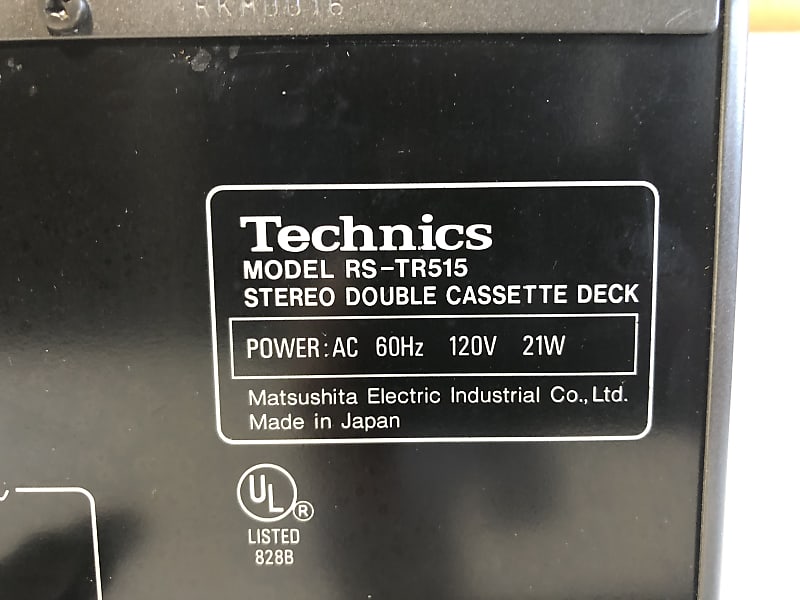 RKM0016
Technics
MODEL RS-TR515
STEREO DOUBLE CASSETTE DECK
POWER: AC 60Hz 120V 21W
Matsushita Electric Industrial Co., Ltd.
Made in Japan
UL®
LISTED
828B